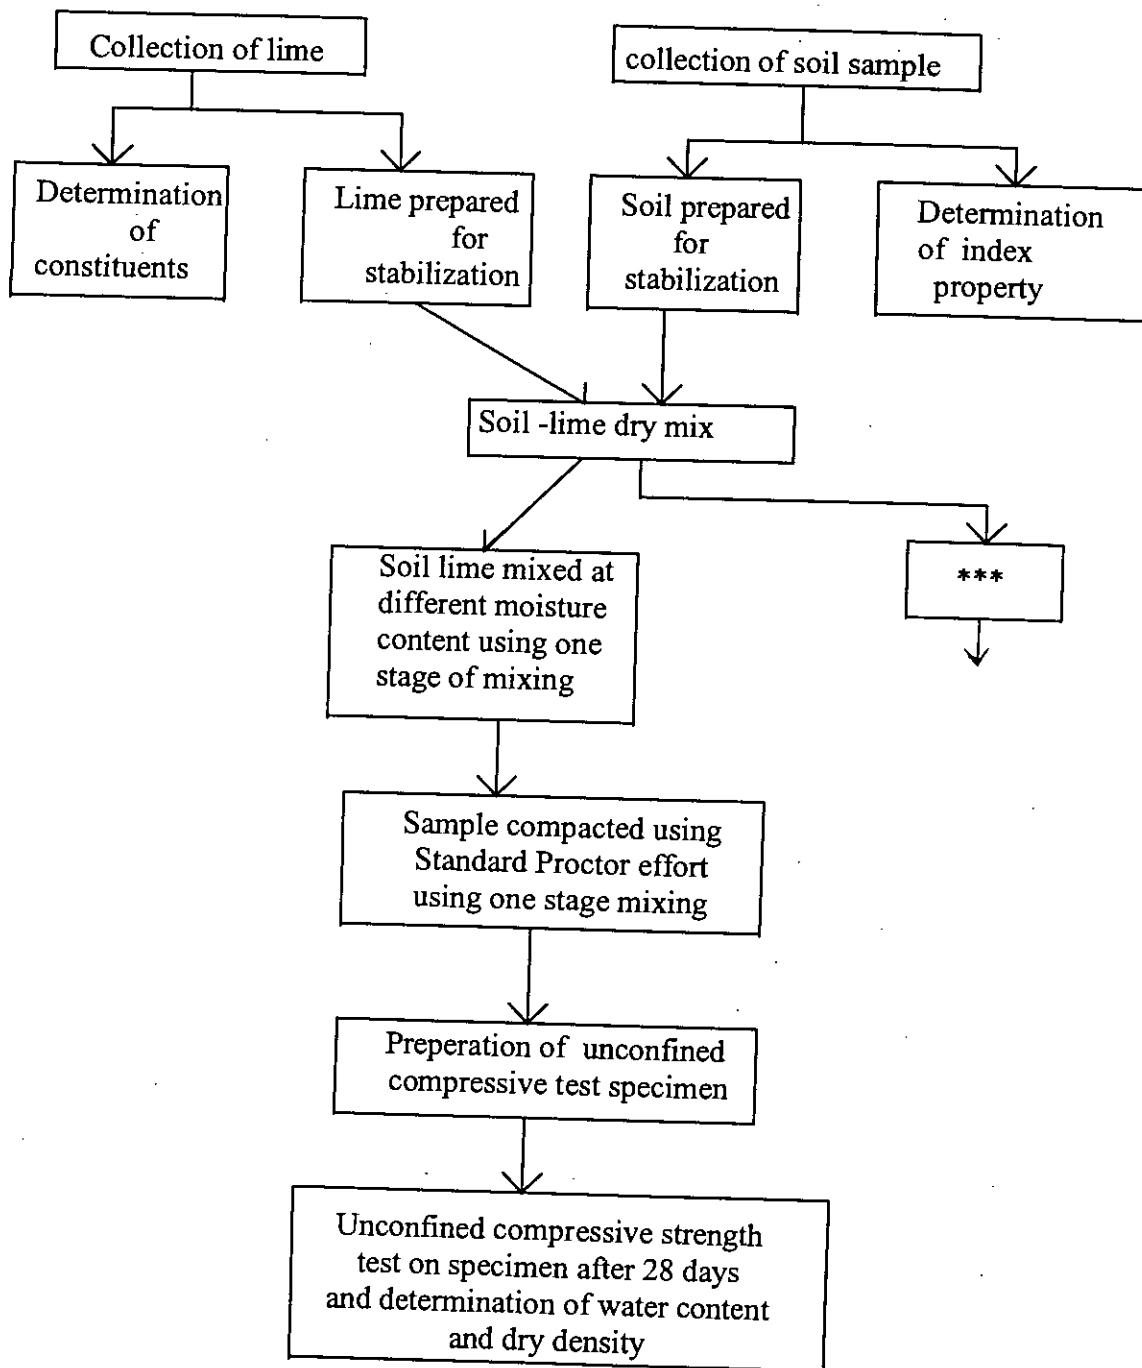 Collection of lime
collection of soil sample
Determination
of
constituents
Lime prepared
for
stabilization
Soil prepared
for
stabilization
Determination
of index
property
Soil -lime dry mix
Soil lime mixed at
different moisture
content using one
stage of mixing
***
Sample compacted using
Standard Proctor effort
using one stage mixing
Preperation of unconfined
compressive test specimen
Unconfined compressive strength
test on specimen after 28 days
and determination of water content
and dry density